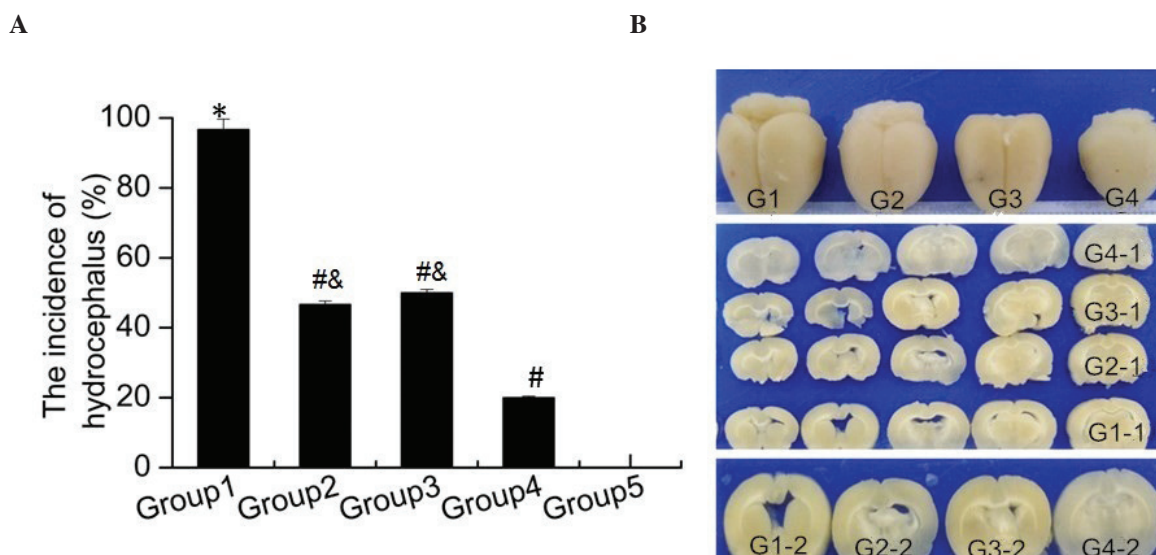 A
B
The incidence of
hydrocephalus (%)
100
80
60
40
20
0
*
#&
#&
#
Group1
Group2
Group3
Group4
Group5
G1
G2
G3
G4
G4-1
G3-1
G2-1
G1-1
G1-2
G2-2
G3-2
G4-2